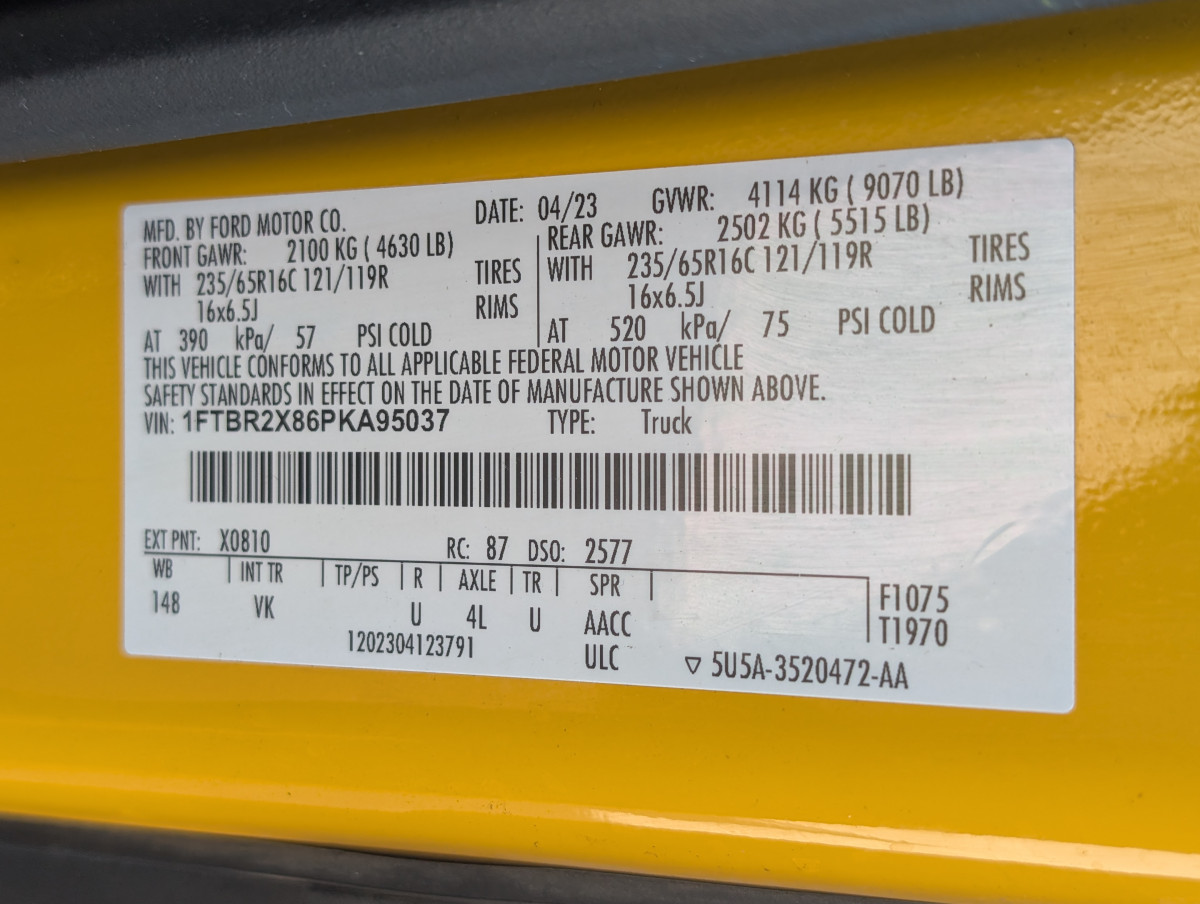 MFD. BY FORD MOTOR CO. DATE: 04/23 GVWR: 4114 KG ( 9070 LB)
FRONT GAWR: 2100 KG ( 4630 LB) REAR GAWR: 2502 KG ( 5515 LB)
WITH 235/65R16C 121/119R TIRES WITH 235/65R16C 121/119R TIRES
16x6.5J RIMS 16x6.5J RIMS
AT 390 kPa/ 57 PSI COLD AT 520 kPa/ 75 PSI COLD
THIS VEHICLE CONFORMS TO ALL APPLICABLE FEDERAL MOTOR VEHICLE
SAFETY STANDARDS IN EFFECT ON THE DATE OF MANUFACTURE SHOWN ABOVE.
VIN: 1FTBR2X86PKA95037 TYPE: Truck
EXT PNT: X0810 RC: 87 DSO: 2577
WB INT TR TP/PS R AXLE TR SPR F1075
148 VK U 4L U AACC T1970
1202304123791 ULC ▽ 5U5A-3520472-AA